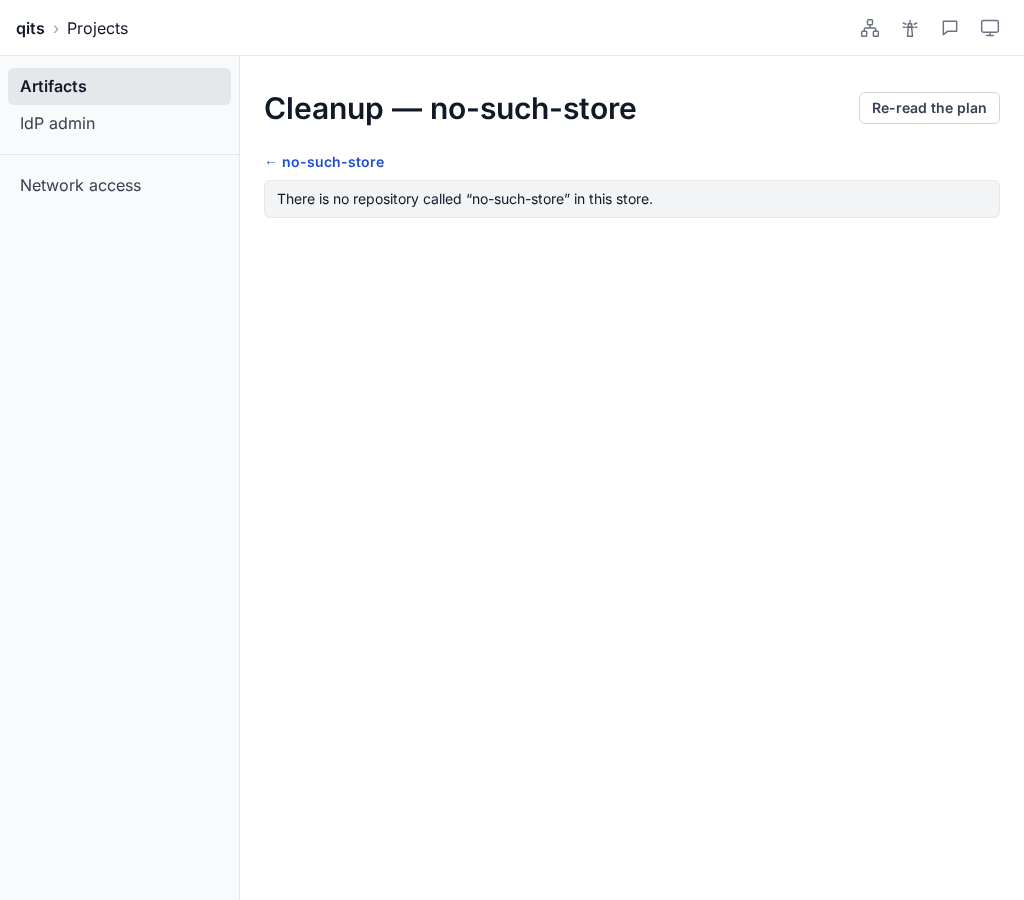 qits › Projects
Artifacts
IdP admin
Network access
Cleanup — no-such-store
Re-read the plan
← no-such-store
There is no repository called “no-such-store” in this store.